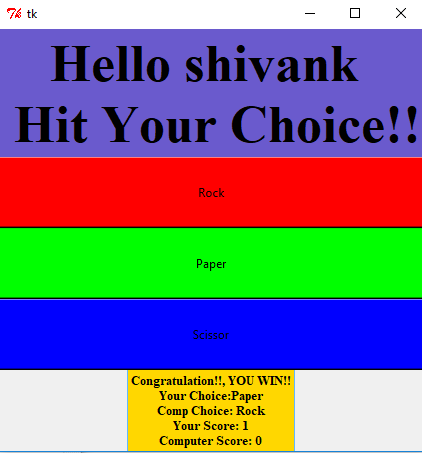 tk
Hello shivank
Hit Your Choice!!
Rock
Paper
Scissor
Congratulation!!, YOU WIN!!
Your Choice:Paper
Comp Choice: Rock
Your Score: 1
Computer Score: 0